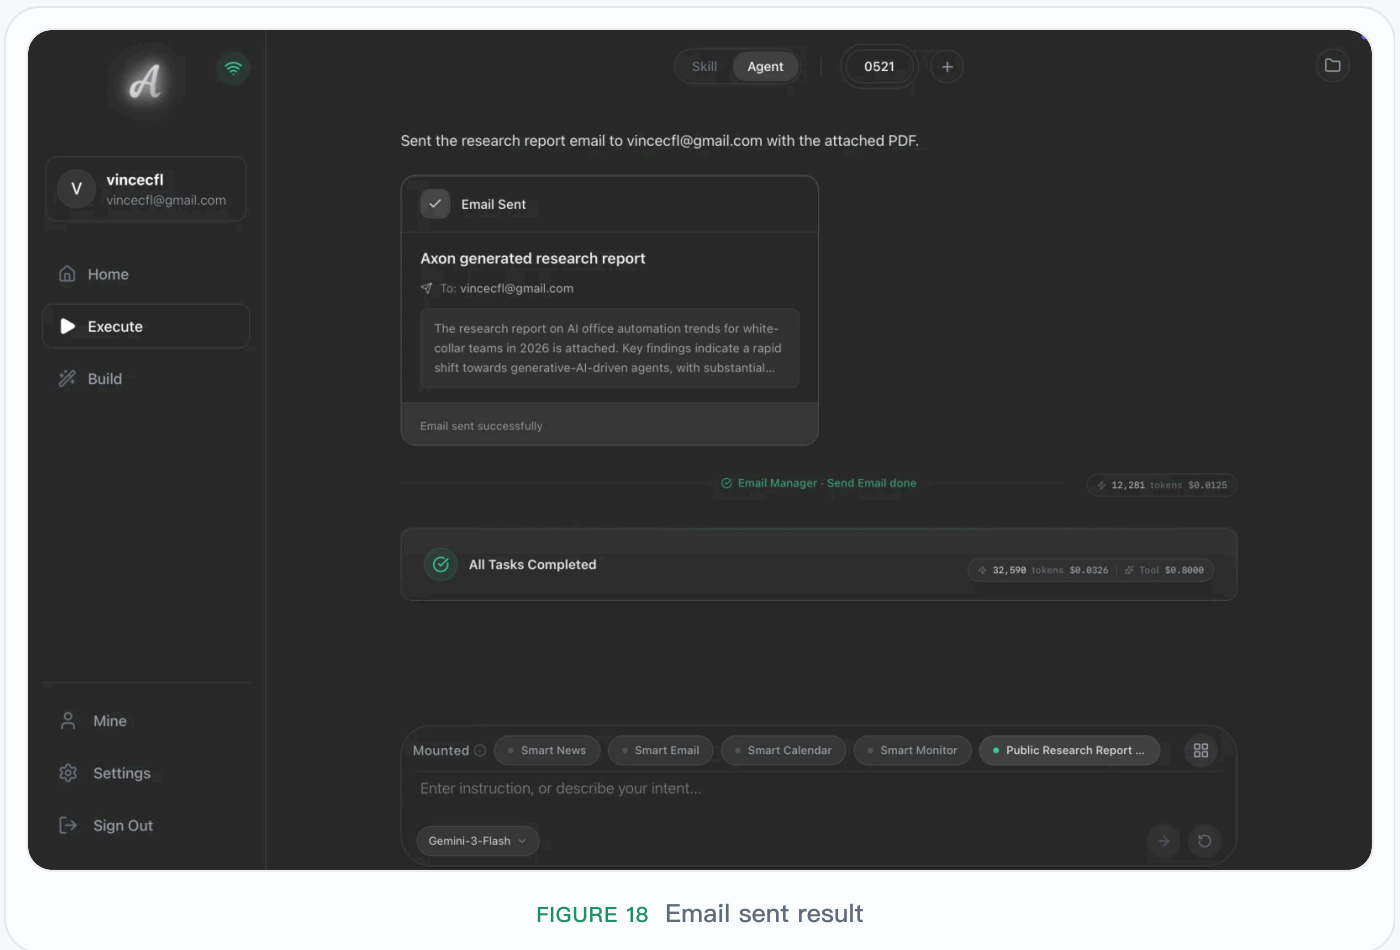 A
Skill
Agent
0521
Sent the research report email to vincecfl@gmail.com with the attached PDF.
V
vincecfl
vincecfl@gmail.com
Home
Execute
Build
Email Sent
Axon generated research report
To: vincecfl@gmail.com
The research report on AI office automation trends for white-
collar teams in 2026 is attached. Key findings indicate a rapid
shift towards generative-AI-driven agents, with substantial...
Email sent successfully
Email Manager · Send Email done
12,281 tokens $0.0125
All Tasks Completed
32,590 tokens $0.0326 | Tool $0.8000
Mine
Settings
Sign Out
Mounted
Smart News
Smart Email
Smart Calendar
Smart Monitor
Public Research Report ...
Enter instruction, or describe your intent...
Gemini-3-Flash
FIGURE 18 Email sent result